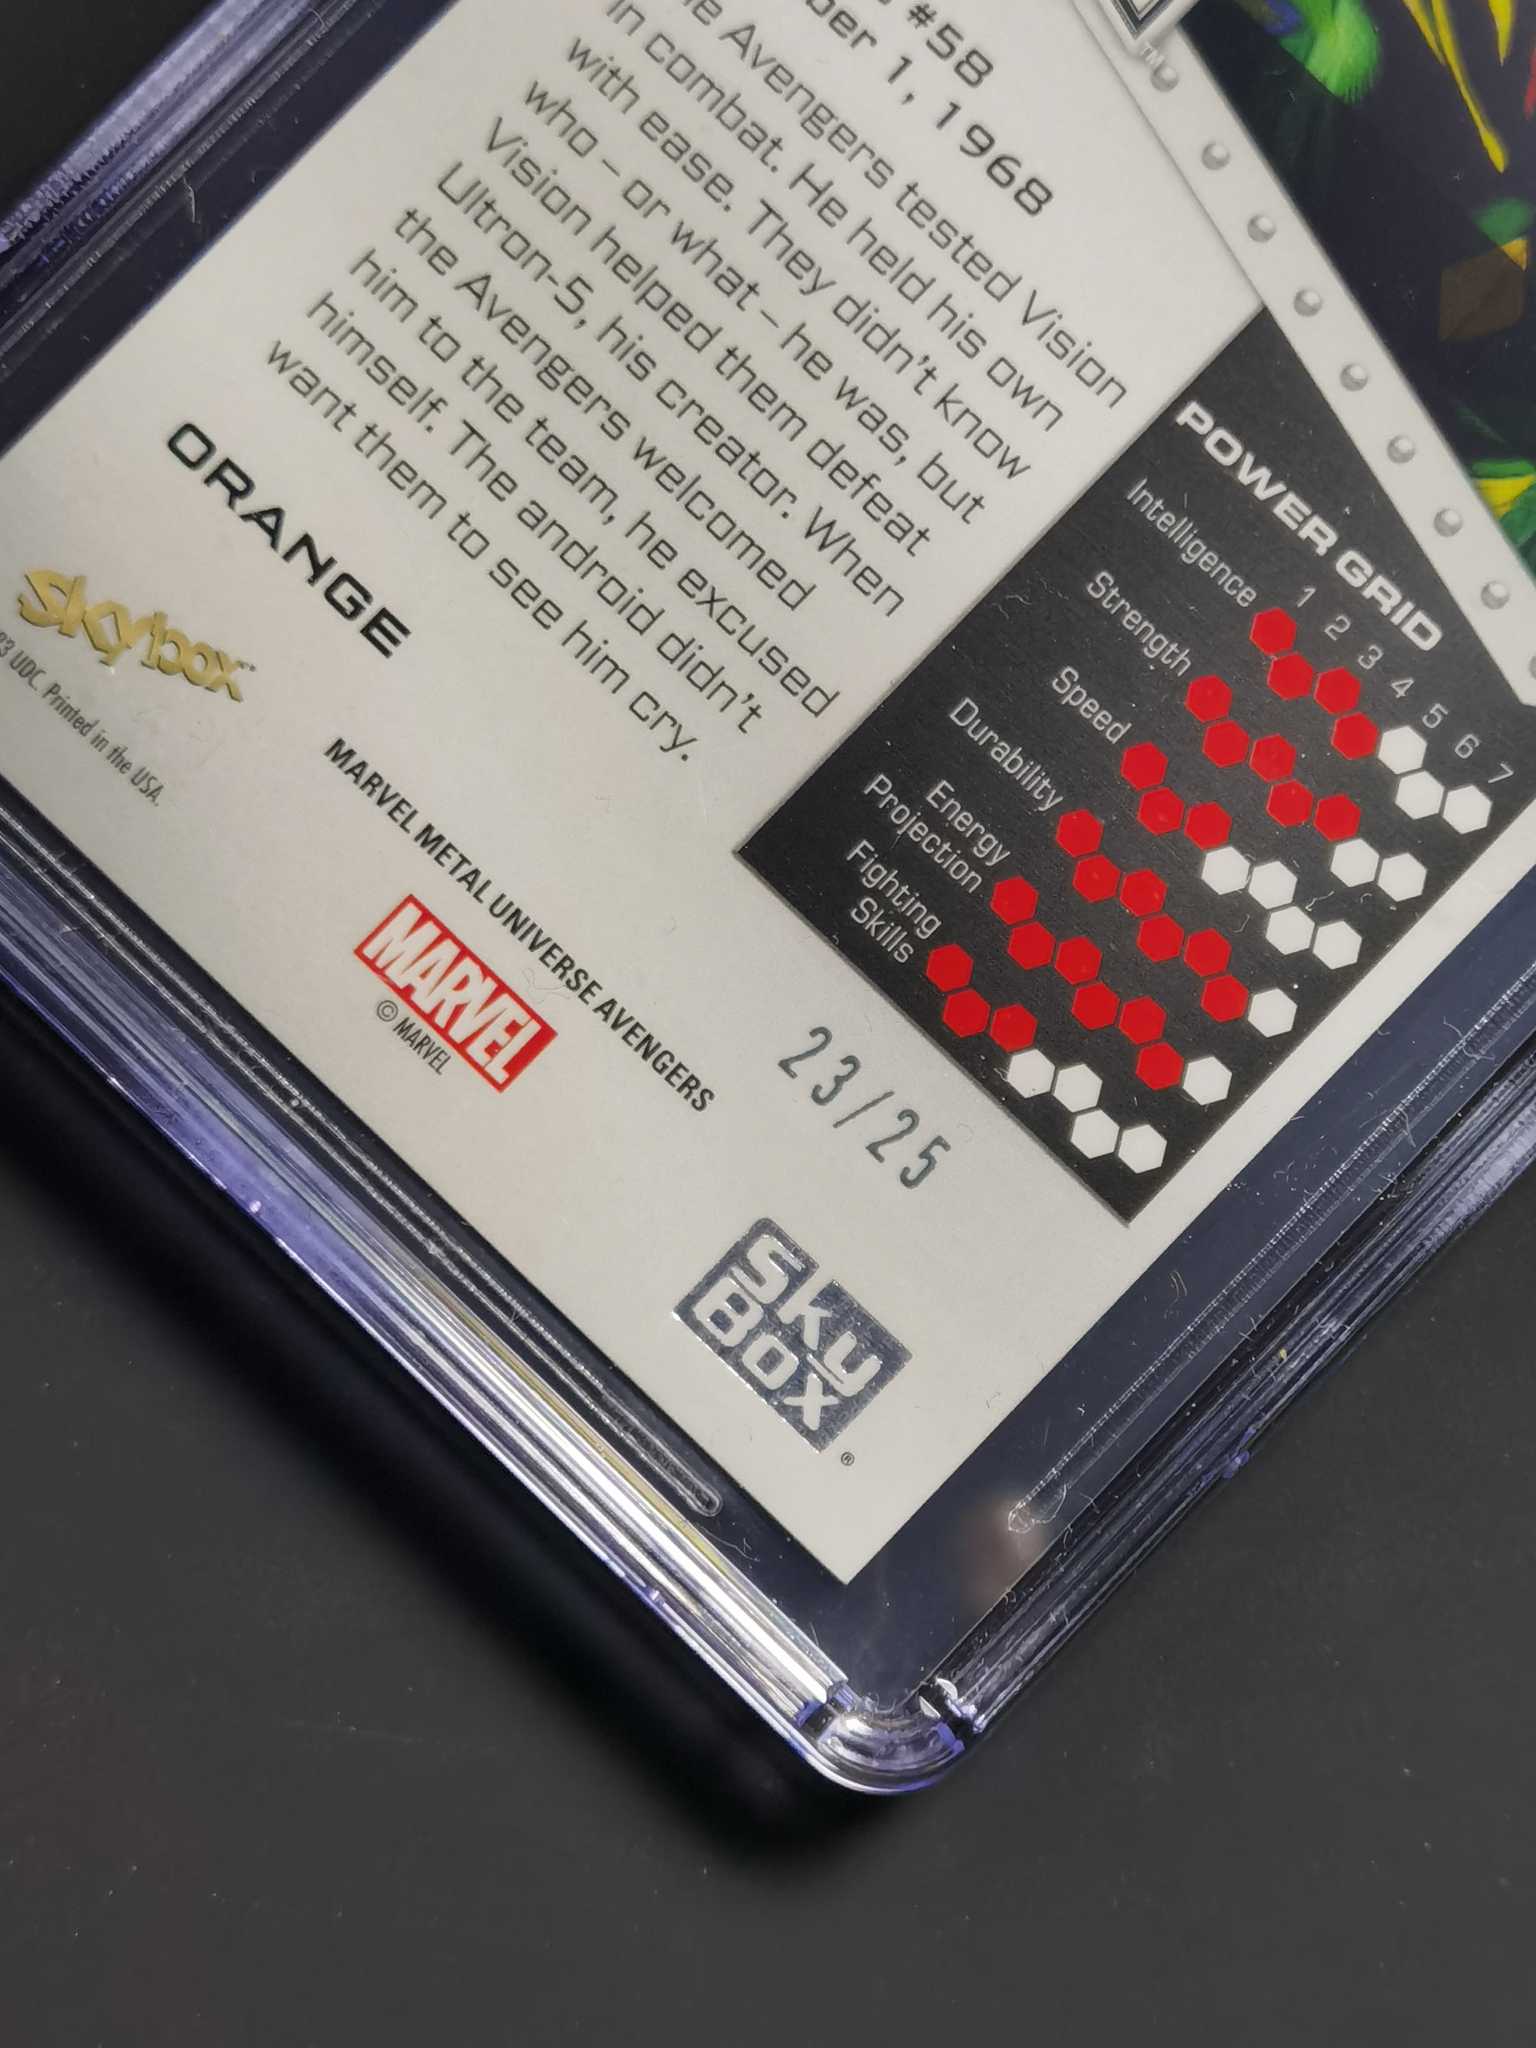 #58
1, 1968
Avengers tested Vision
in combat. He held his own
with ease. They didn't know
who – or what – he was, but
Vision helped them defeat
Ultron-5, his creator. When
the Avengers welcomed
him to the team, he excused
himself. The android didn't
want them to see him cry.
POWER GRID
1 2 3 4 5 6 7
Intelligence
Strength
Speed
Durability
Energy
Projection
Fighting
Skills
ORANGE
SkyBox
UDC. Printed in the USA.
MARVEL METAL UNIVERSE AVENGERS
MARVEL
© MARVEL
23/25
SkyBox
®
TM